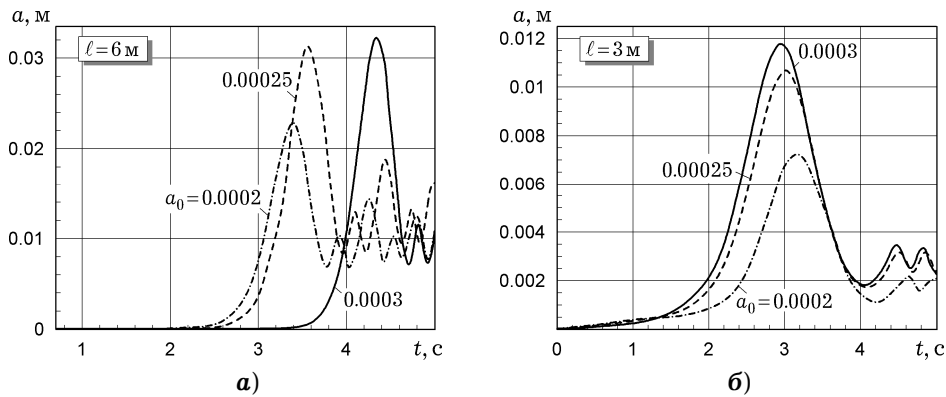 a, м
0.03
0.02
0.01
0
1
2
3
4
t, с
ℓ = 6 м
0.00025
a₀ = 0.0002
0.0003
а)
a, м
0.012
0.01
0.008
0.006
0.004
0.002
0
1
2
3
4
t, с
ℓ = 3 м
0.0003
0.00025
a₀ = 0.0002
б)